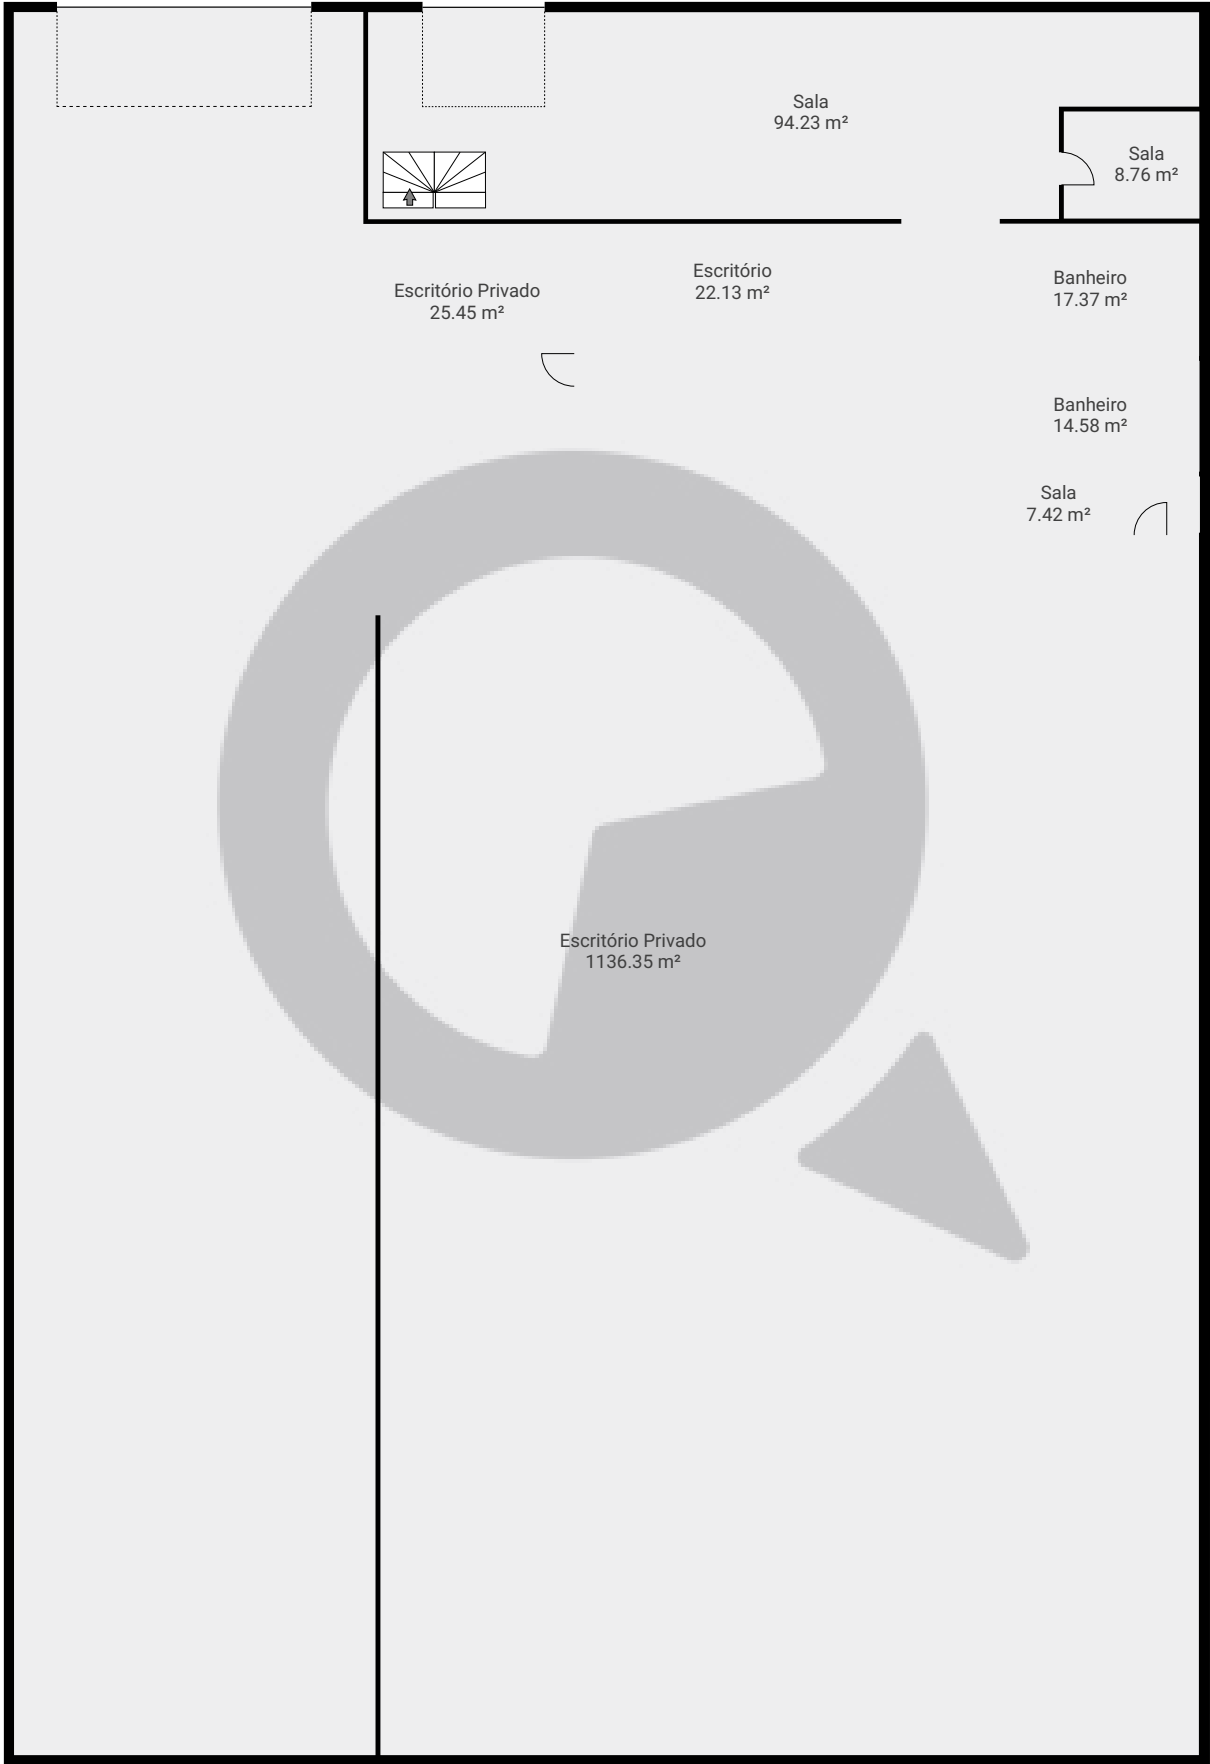 Sala
94.23 m²
Sala
8.76 m²
Escritório Privado
25.45 m²
Escritório
22.13 m²
Banheiro
17.37 m²
Banheiro
14.58 m²
Sala
7.42 m²
Escritório Privado
1136.35 m²